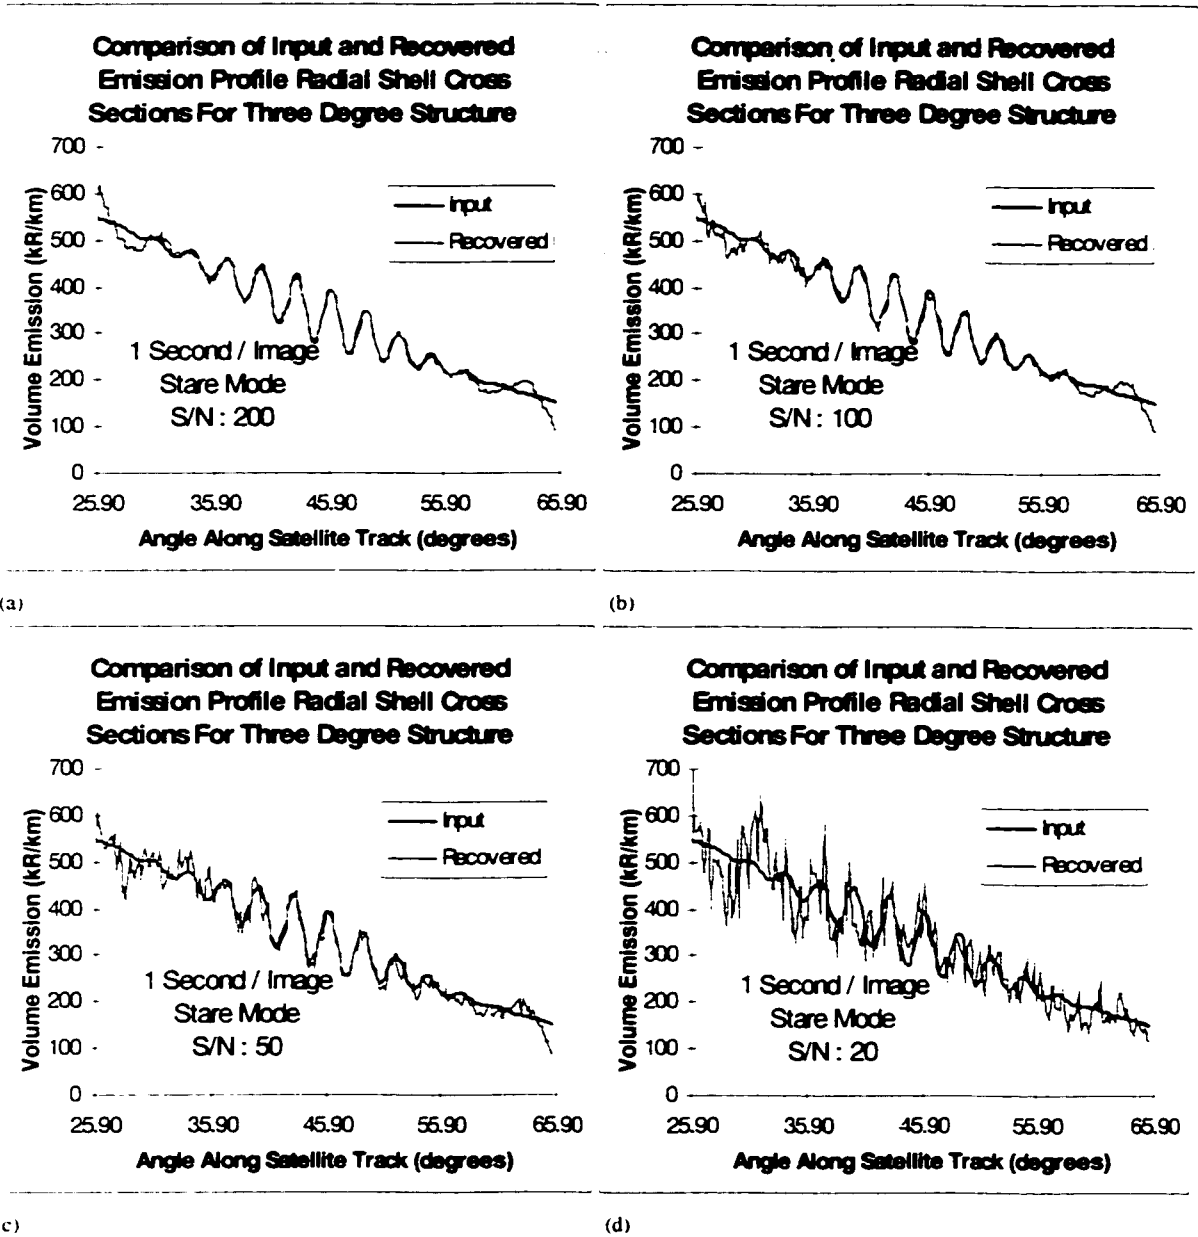 Comparison of Input and Recovered
Emission Profile Radial Shell Cross
Sections For Three Degree Structure
700
600
500
400
300
200
100
0
Volume Emission (kR/km)
Input
Recovered
1 Second / Image
Stare Mode
S/N : 200
25.90 35.90 45.90 55.90 65.90
Angle Along Satellite Track (degrees)
(a)
Comparison of Input and Recovered
Emission Profile Radial Shell Cross
Sections For Three Degree Structure
700
600
500
400
300
200
100
0
Volume Emission (kR/km)
Input
Recovered
1 Second / Image
Stare Mode
S/N : 100
25.90 35.90 45.90 55.90 65.90
Angle Along Satellite Track (degrees)
(b)
Comparison of Input and Recovered
Emission Profile Radial Shell Cross
Sections For Three Degree Structure
700
600
500
400
300
200
100
0
Volume Emission (kR/km)
Input
Recovered
1 Second / Image
Stare Mode
S/N : 50
25.90 35.90 45.90 55.90 65.90
Angle Along Satellite Track (degrees)
c)
Comparison of Input and Recovered
Emission Profile Radial Shell Cross
Sections For Three Degree Structure
700
600
500
400
300
200
100
0
Volume Emission (kR/km)
Input
Recovered
1 Second / Image
Stare Mode
S/N : 20
25.90 35.90 45.90 55.90 65.90
Angle Along Satellite Track (degrees)
(d)